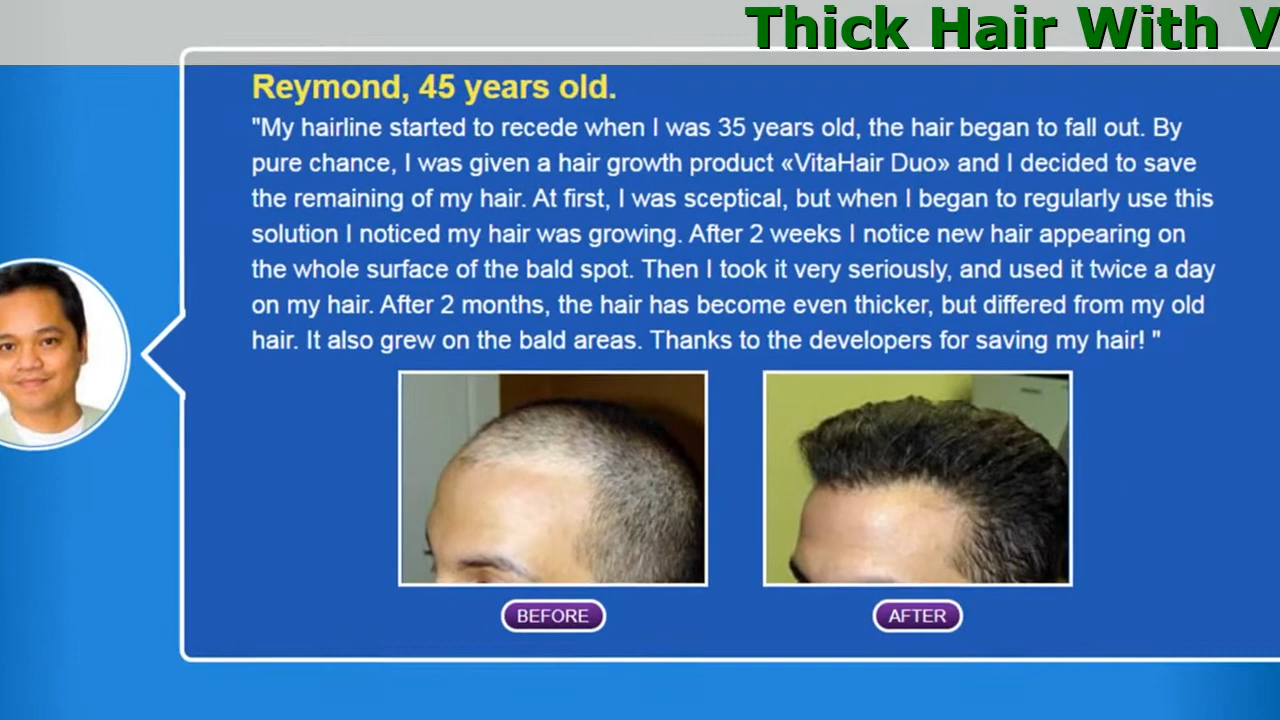 Thick Hair With V
Reymond, 45 years old.
"My hairline started to recede when I was 35 years old, the hair began to fall out. By
pure chance, I was given a hair growth product «VitaHair Duo» and I decided to save
the remaining of my hair. At first, I was sceptical, but when I began to regularly use this
solution I noticed my hair was growing. After 2 weeks I notice new hair appearing on
the whole surface of the bald spot. Then I took it very seriously, and used it twice a day
on my hair. After 2 months, the hair has become even thicker, but differed from my old
hair. It also grew on the bald areas. Thanks to the developers for saving my hair! "
BEFORE
AFTER